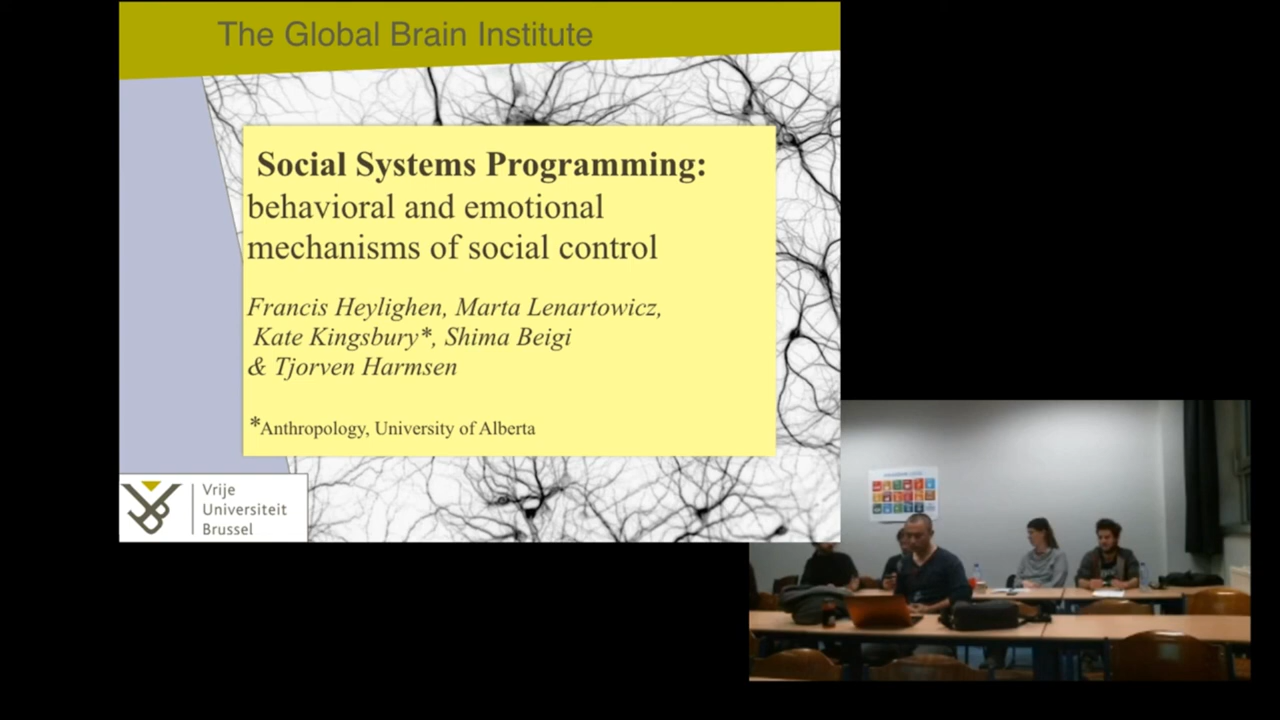 The Global Brain Institute
Social Systems Programming:
behavioral and emotional
mechanisms of social control
Francis Heylighen, Marta Lenartowicz,
Kate Kingsbury*, Shima Beigi
& Tjorven Harmsen
*Anthropology, University of Alberta
Vrije
Universiteit
Brussel